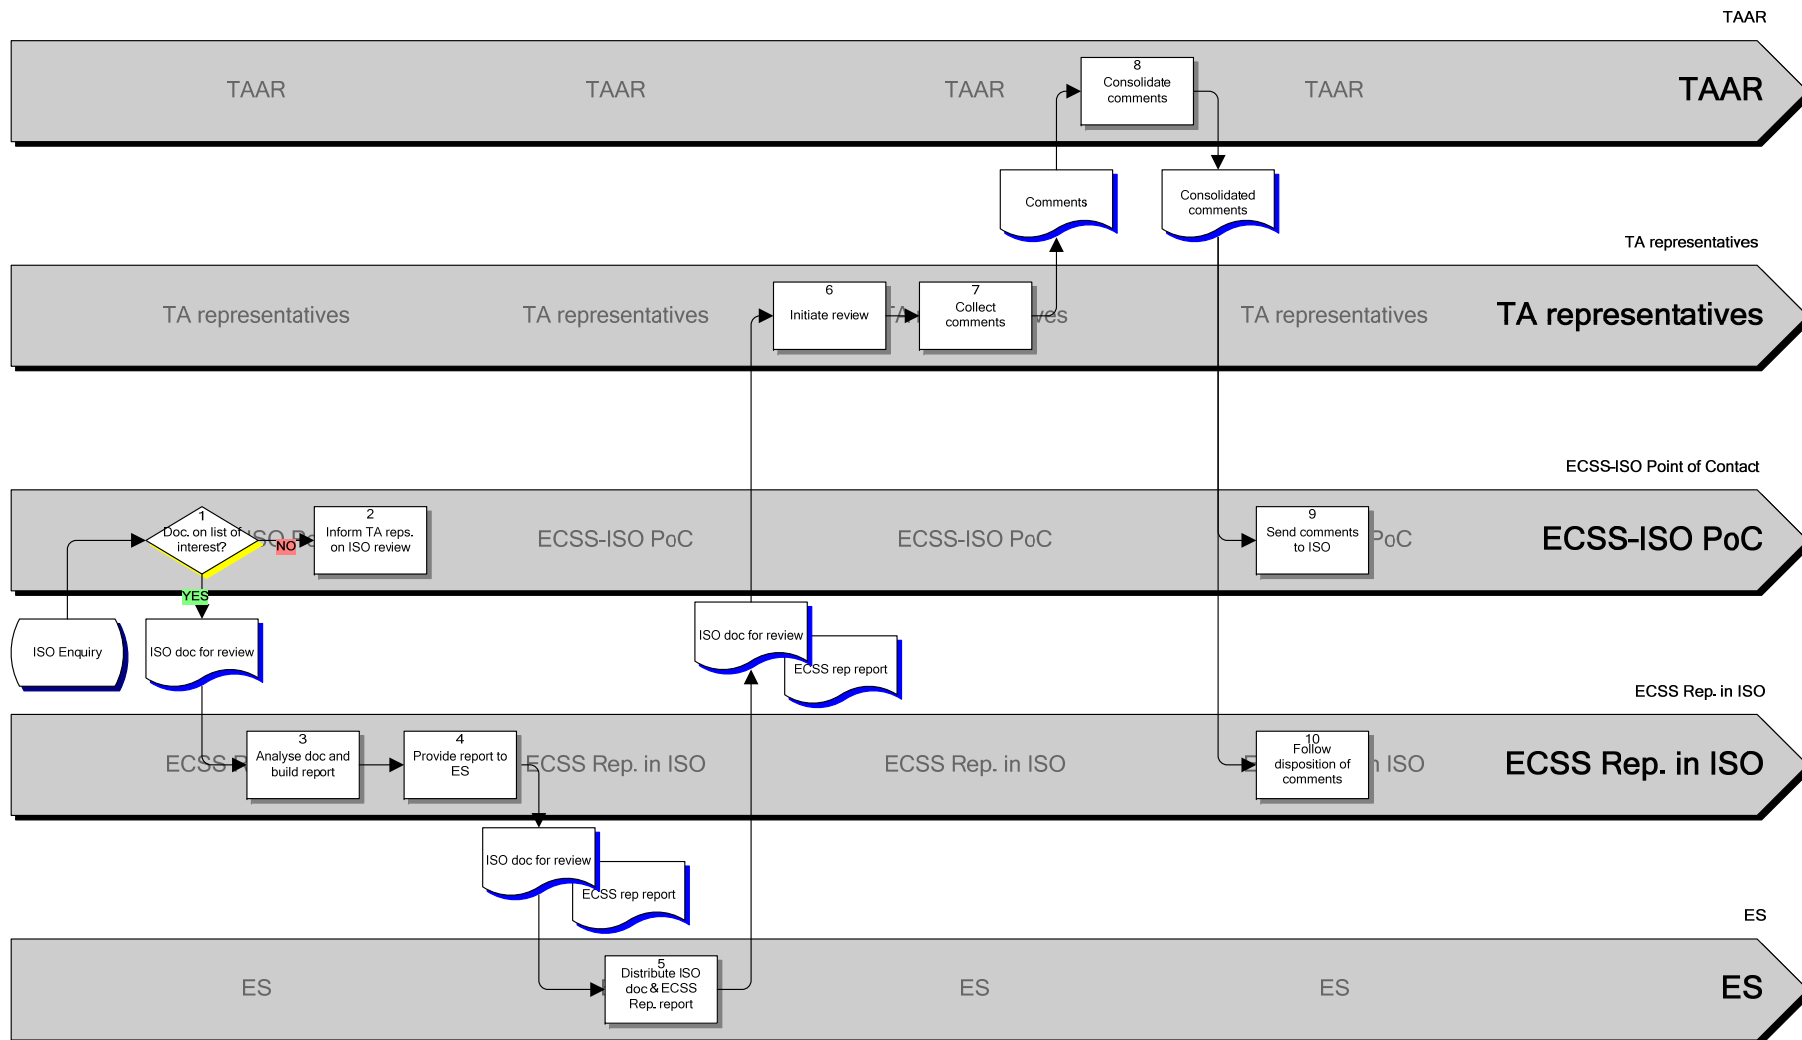 TAAR
TAAR
TAAR
TAAR
TAAR
TAAR
8
Consolidate
comments
Comments
Consolidated
comments
TA representatives
TA representatives
TA representatives
TA representatives
TA representatives
6
Initiate review
7
Collect
comments
ECSS-ISO Point of Contact
1
Doc. on list of
interest?
NO
2
Inform TA reps.
on ISO review
ECSS-ISO PoC
ECSS-ISO PoC
9
Send comments
to ISO
PoC
ECSS-ISO PoC
YES
ISO Enquiry
ISO doc for review
ISO doc for review
ECSS rep report
ECSS Rep. in ISO
3
Analyse doc and
build report
4
Provide report to
ES
ECSS Rep. in ISO
ECSS Rep. in ISO
10
Follow
disposition of
comments
ISO
ECSS Rep. in ISO
ISO doc for review
ECSS rep report
ES
ES
5
Distribute ISO
doc & ECSS
Rep. report
ES
ES
ES